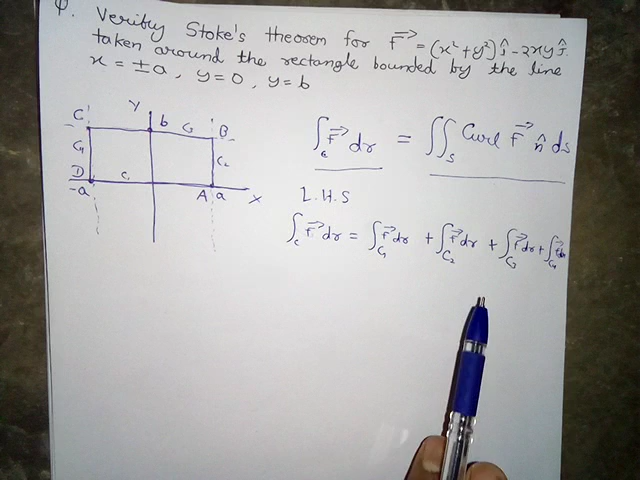 Q. Verify Stoke's theorem for F⃗ = (x²+y²)î - 2xyĵ.
taken around the rectangle bounded by the line
x = ±a, y=0, y=b
Y
C b C₃ B
C₄ C₂
D C₁
-a A a X
∫c F⃗ dr = ∬s Curl F⃗ n̂ ds
L.H.S
∫c F⃗ dr = ∫C₁ F⃗ dr + ∫C₂ F⃗ dr + ∫C₃ F⃗ dr + ∫C₄ F⃗ dr